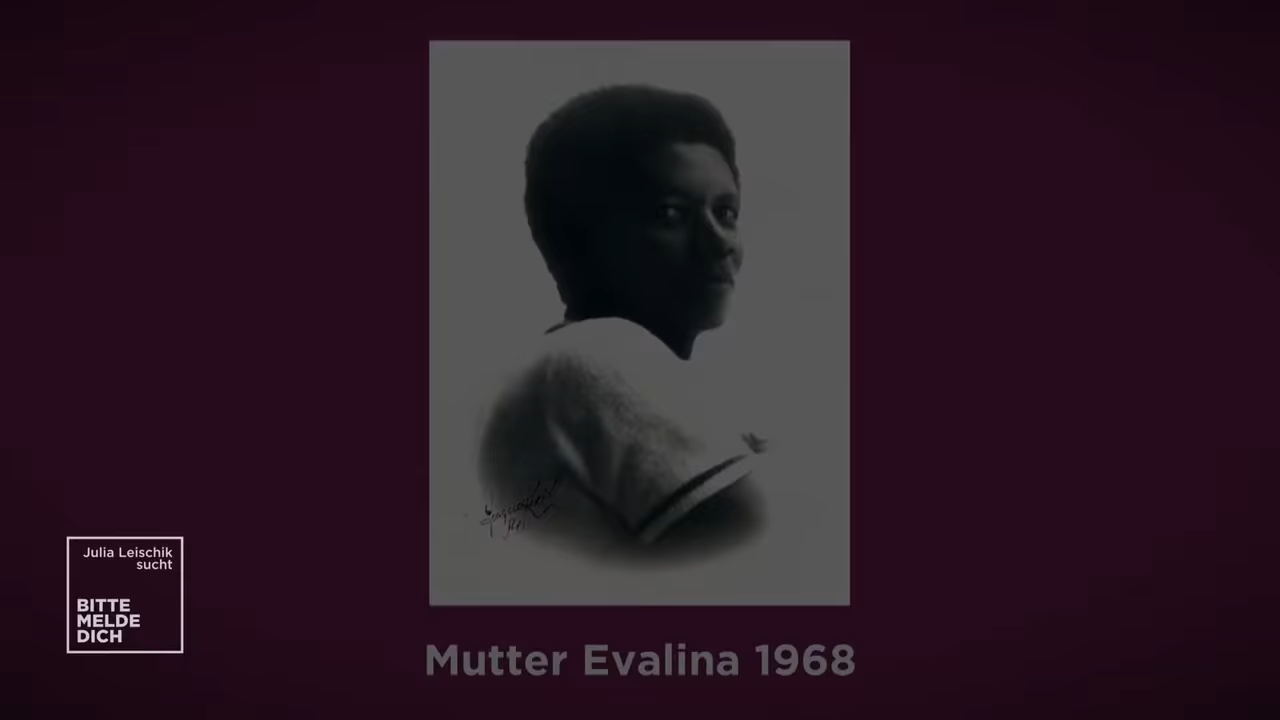 Julia Leischik
sucht
BITTE
MELDE
DICH
Mutter Evalina 1968